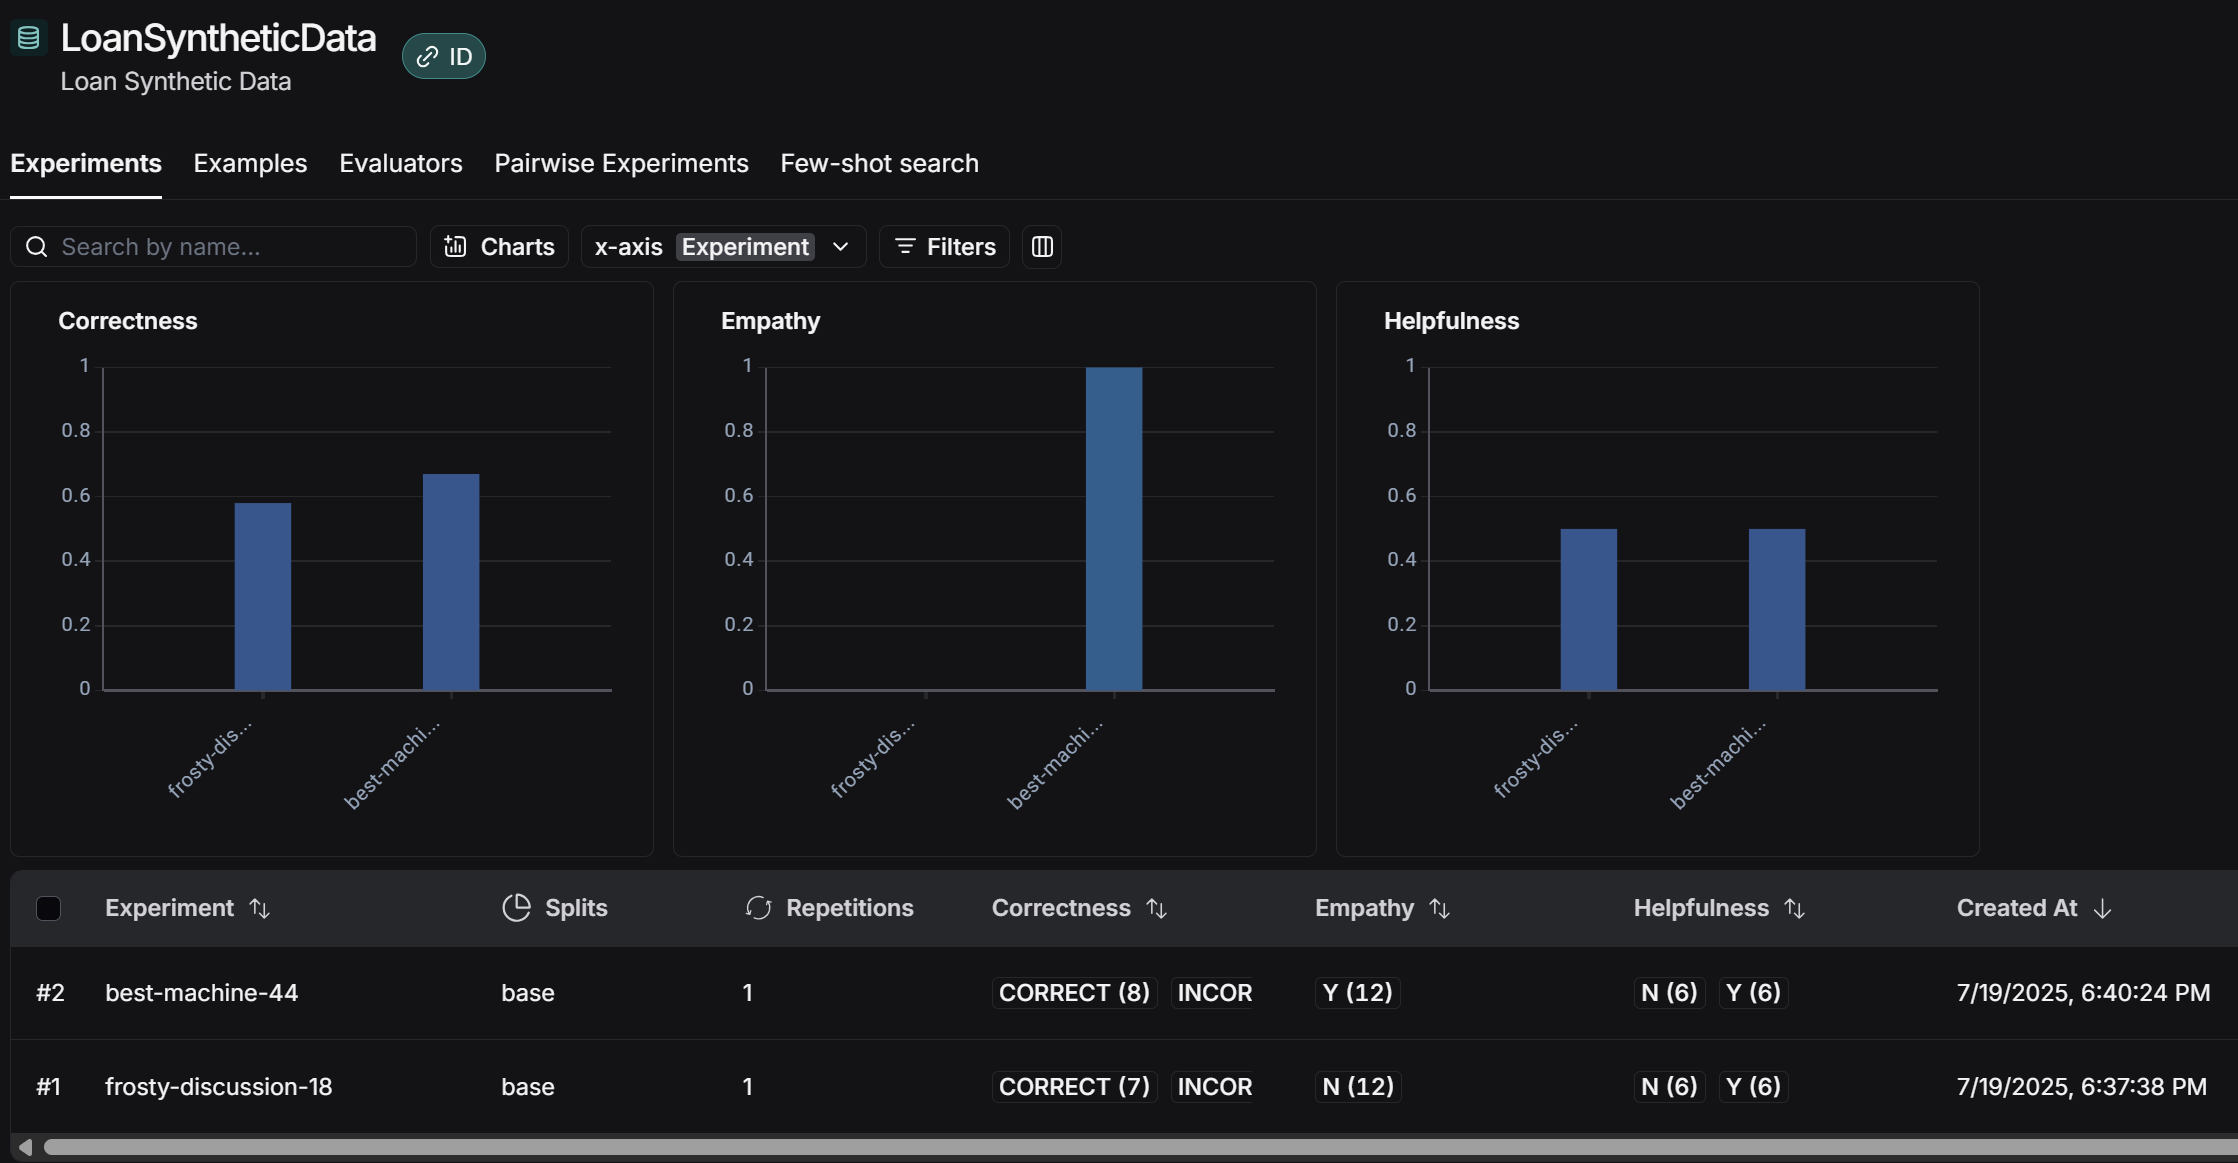 LoanSyntheticData
Loan Synthetic Data
ID
Experiments Examples Evaluators Pairwise Experiments Few-shot search
Search by name... Charts x-axis Experiment Filters
Correctness
1
0.8
0.6
0.4
0.2
0
frosty-dis...
best-machi...
Empathy
1
0.8
0.6
0.4
0.2
0
frosty-dis...
best-machi...
Helpfulness
1
0.8
0.6
0.4
0.2
0
frosty-dis...
best-machi...
Experiment Splits Repetitions Correctness Empathy Helpfulness Created At
#2 best-machine-44 base 1 CORRECT (8) INCOR Y (12) N (6) Y (6) 7/19/2025, 6:40:24 PM
#1 frosty-discussion-18 base 1 CORRECT (7) INCOR N (12) N (6) Y (6) 7/19/2025, 6:37:38 PM